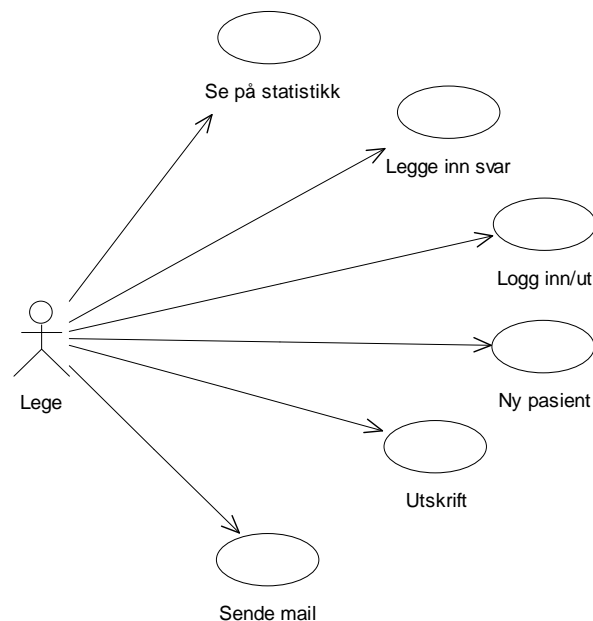 Se på statistikk
Legge inn svar
Logg inn/ut
Ny pasient
Lege
Utskrift
Sende mail